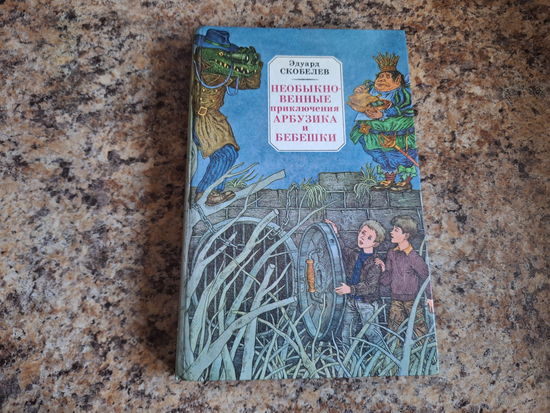 Эдуард
СКОБЕЛЕВ
НЕОБЫКНО-
ВЕННЫЕ
приключения
АРБУЗИКА
и
БЕБЕШКИ